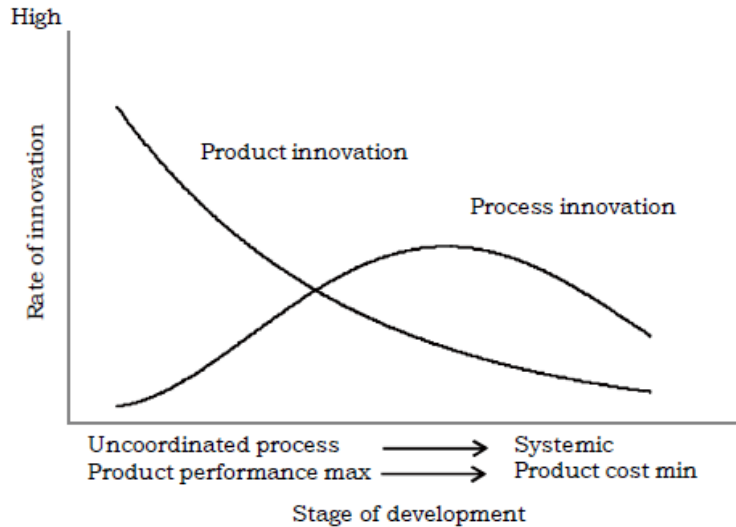 High
Product innovation
Process innovation
Rate of innovation
Uncoordinated process Systemic
Product performance max Product cost min
Stage of development